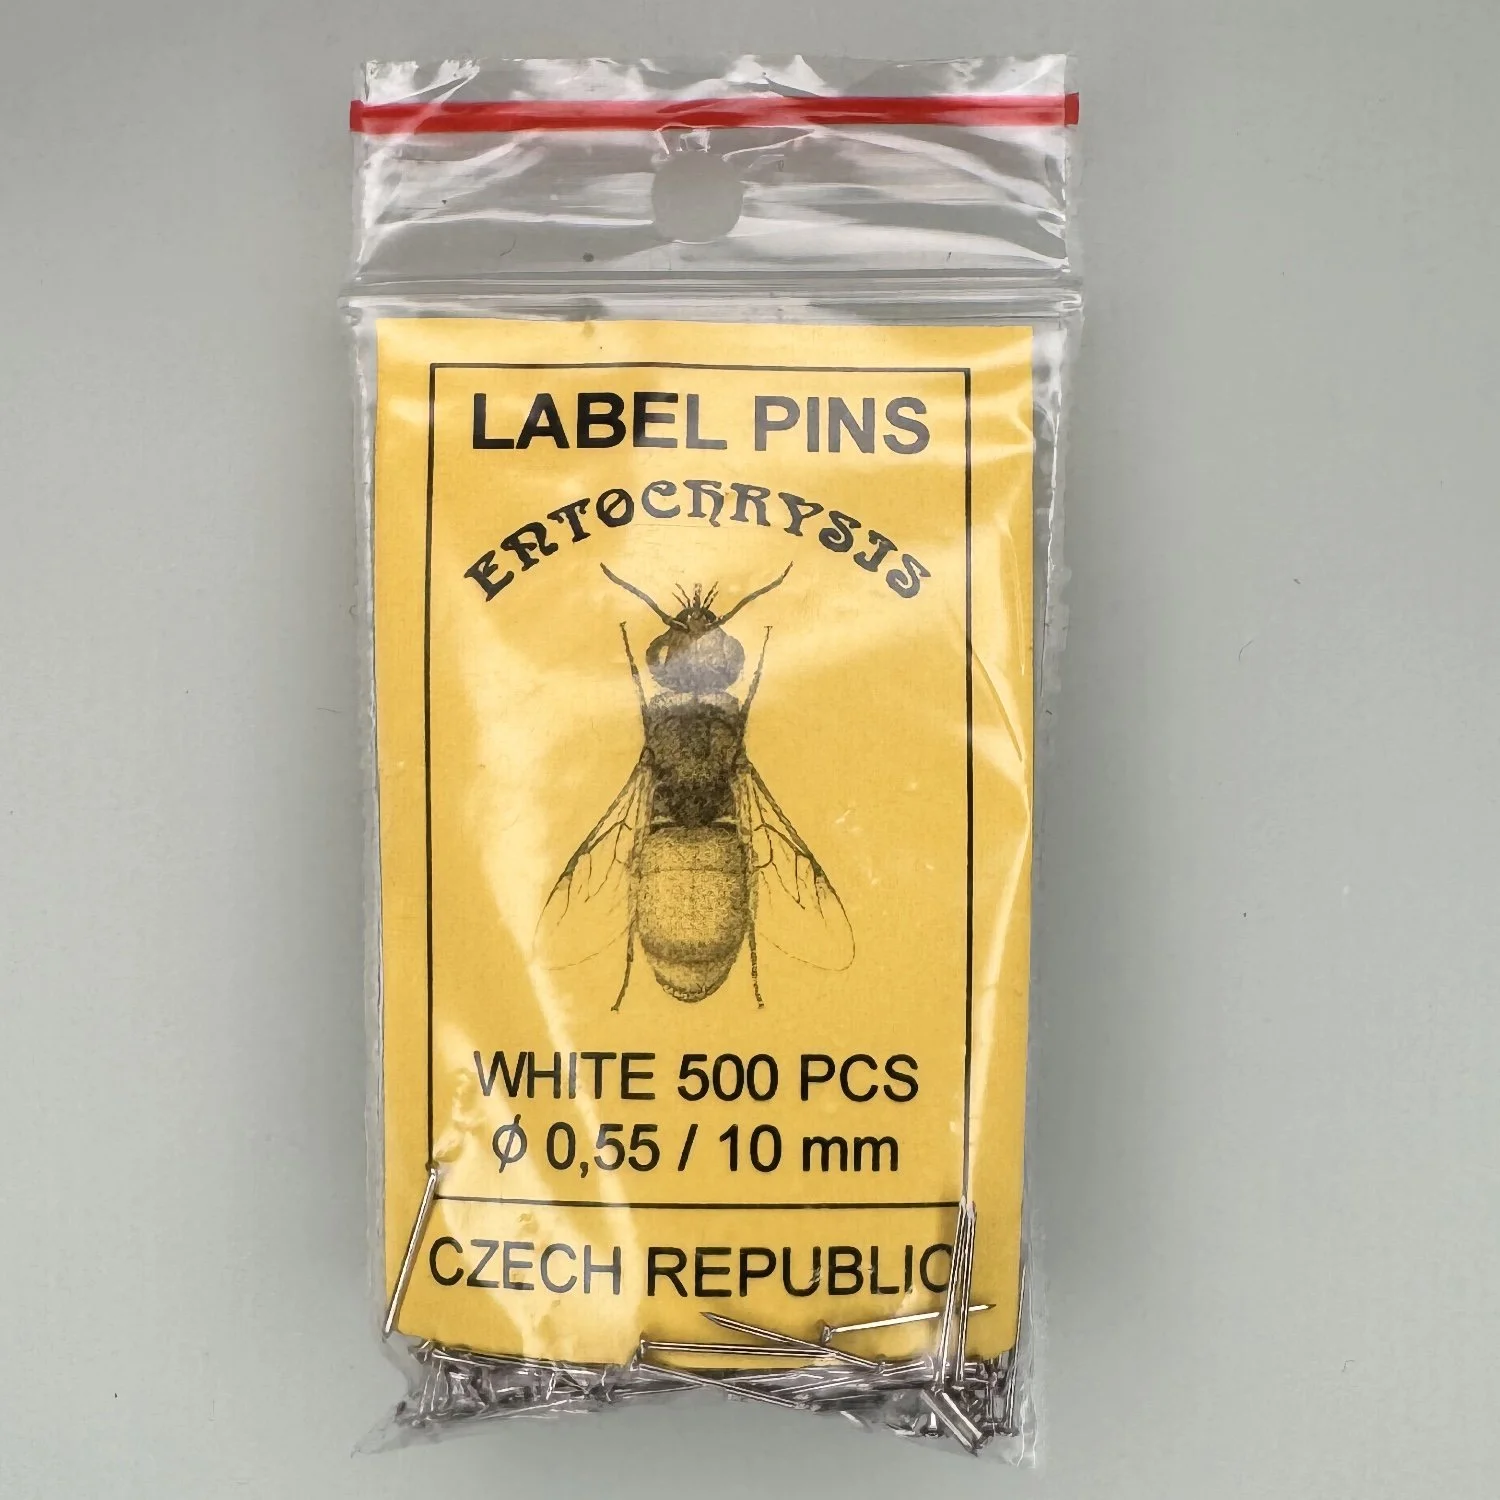 LABEL PINS
ENTOCHRYSIS
WHITE 500 PCS
Ø 0,55 / 10 mm
CZECH REPUBLIC